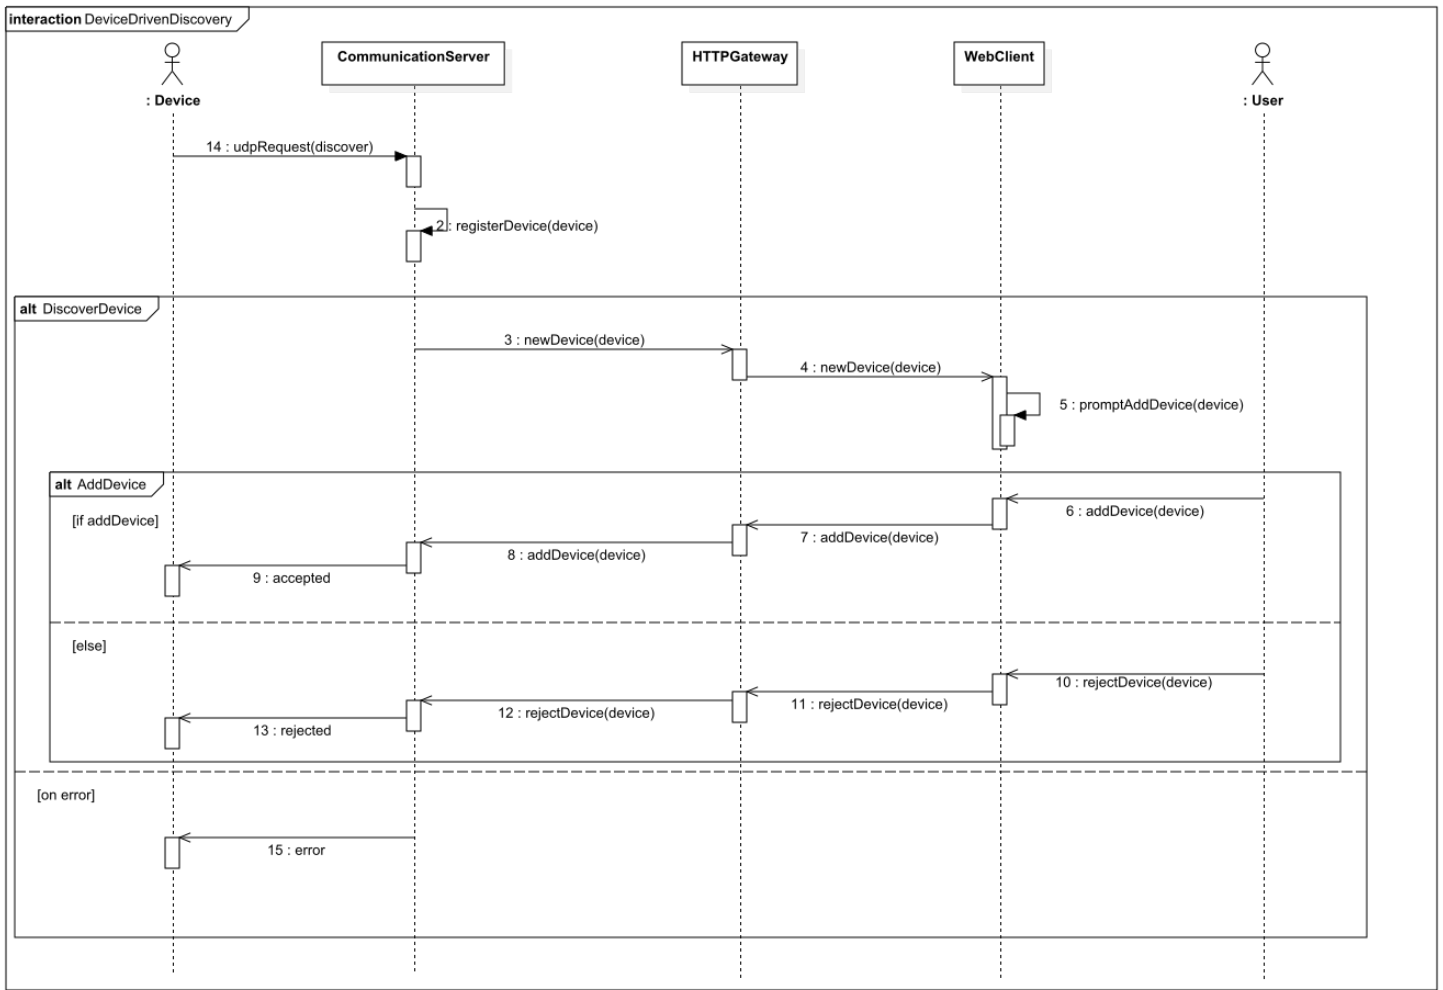 interaction DeviceDrivenDiscovery
CommunicationServer
HTTPGateway
WebClient
: Device
: User
14 : udpRequest(discover)
2 : registerDevice(device)
alt DiscoverDevice
3 : newDevice(device)
4 : newDevice(device)
5 : promptAddDevice(device)
alt AddDevice
[if addDevice]
6 : addDevice(device)
7 : addDevice(device)
8 : addDevice(device)
9 : accepted
[else]
10 : rejectDevice(device)
11 : rejectDevice(device)
12 : rejectDevice(device)
13 : rejected
[on error]
15 : error